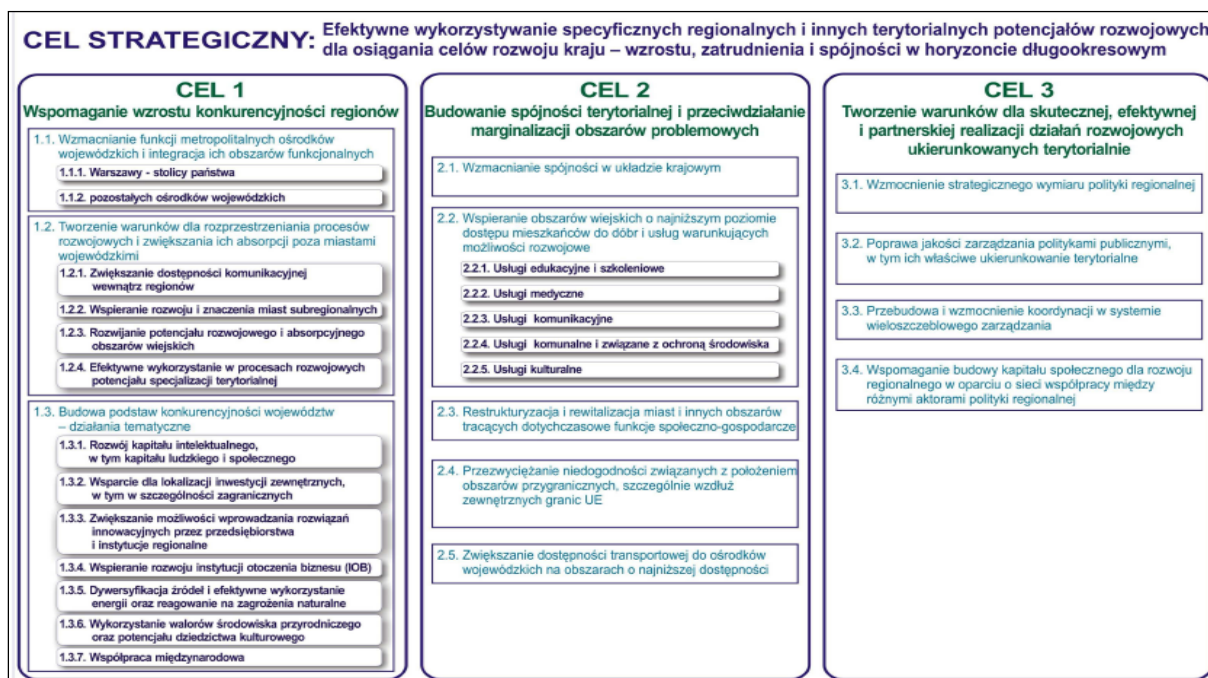 CEL STRATEGICZNY: Efektywne wykorzystywanie specyficznych regionalnych i innych terytorialnych potencjałów rozwojowych
dla osiągania celów rozwoju kraju – wzrostu, zatrudnienia i spójności w horyzoncie długookresowym
CEL 1
Wspomaganie wzrostu konkurencyjności regionów
1.1. Wzmacnianie funkcji metropolitalnych ośrodków
wojewódzkich i integracja ich obszarów funkcjonalnych
1.1.1. Warszawy - stolicy państwa
1.1.2. pozostałych ośrodków wojewódzkich
1.2. Tworzenie warunków dla rozprzestrzeniania procesów
rozwojowych i zwiększania ich absorpcji poza miastami
wojewódzkimi
1.2.1. Zwiększanie dostępności komunikacyjnej
wewnątrz regionów
1.2.2. Wspieranie rozwoju i znaczenia miast subregionalnych
1.2.3. Rozwijanie potencjału rozwojowego i absorpcyjnego
obszarów wiejskich
1.2.4. Efektywne wykorzystanie w procesach rozwojowych
potencjału specjalizacji terytorialnej
1.3. Budowa podstaw konkurencyjności województw
– działania tematyczne
1.3.1. Rozwój kapitału intelektualnego,
w tym kapitału ludzkiego i społecznego
1.3.2. Wsparcie dla lokalizacji inwestycji zewnętrznych,
w tym w szczególności zagranicznych
1.3.3. Zwiększanie możliwości wprowadzania rozwiązań
innowacyjnych przez przedsiębiorstwa
i instytucje regionalne
1.3.4. Wspieranie rozwoju instytucji otoczenia biznesu (IOB)
1.3.5. Dywersyfikacja źródeł i efektywne wykorzystanie
energii oraz reagowanie na zagrożenia naturalne
1.3.6. Wykorzystanie walorów środowiska przyrodniczego
oraz potencjału dziedzictwa kulturowego
1.3.7. Współpraca międzynarodowa
CEL 2
Budowanie spójności terytorialnej i przeciwdziałanie
marginalizacji obszarów problemowych
2.1. Wzmacnianie spójności w układzie krajowym
2.2. Wspieranie obszarów wiejskich o najniższym poziomie
dostępu mieszkańców do dóbr i usług warunkujących
możliwości rozwojowe
2.2.1. Usługi edukacyjne i szkoleniowe
2.2.2. Usługi medyczne
2.2.3. Usługi komunikacyjne
2.2.4. Usługi komunalne i związane z ochroną środowiska
2.2.5. Usługi kulturalne
2.3. Restrukturyzacja i rewitalizacja miast i innych obszarów
tracących dotychczasowe funkcje społeczno-gospodarcze
2.4. Przezwyciężanie niedogodności związanych z położeniem
obszarów przygranicznych, szczególnie wzdłuż
zewnętrznych granic UE
2.5. Zwiększanie dostępności transportowej do ośrodków
wojewódzkich na obszarach o najniższej dostępności
CEL 3
Tworzenie warunków dla skutecznej, efektywnej
i partnerskiej realizacji działań rozwojowych
ukierunkowanych terytorialnie
3.1. Wzmocnienie strategicznego wymiaru polityki regionalnej
3.2. Poprawa jakości zarządzania politykami publicznymi,
w tym ich właściwe ukierunkowanie terytorialne
3.3. Przebudowa i wzmocnienie koordynacji w systemie
wieloszczeblowego zarządzania
3.4. Wspomaganie budowy kapitału społecznego dla rozwoju
regionalnego w oparciu o sieci współpracy między
różnymi aktorami polityki regionalnej